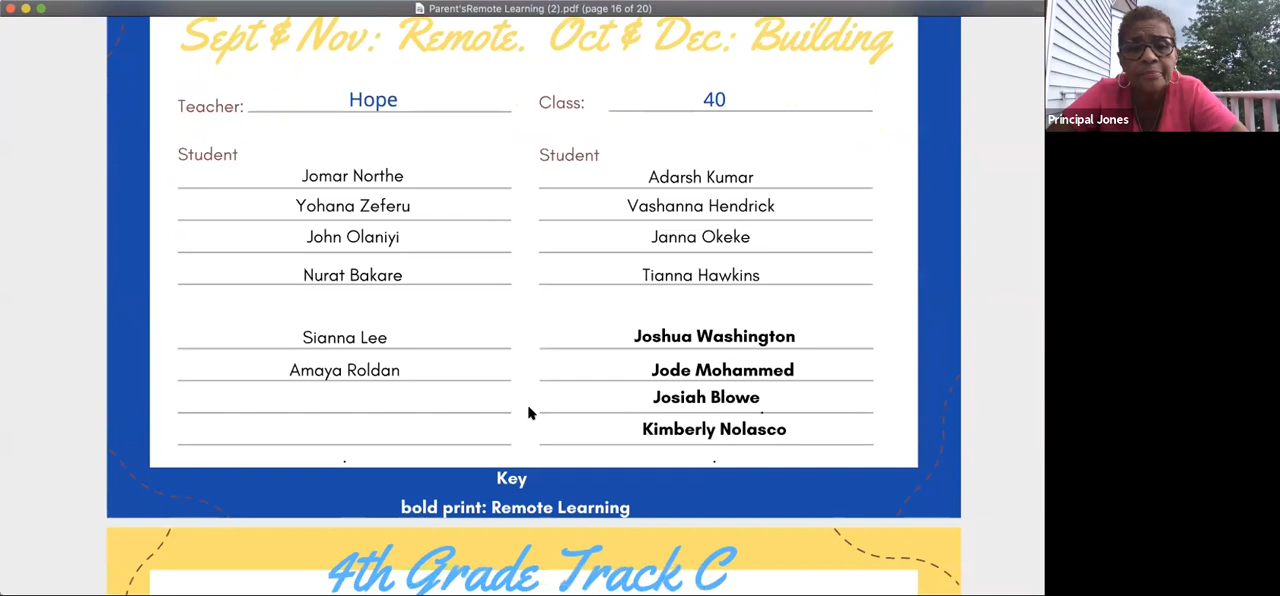 Parent'sRemote Learning (2).pdf (page 16 of 20)
Sept & Nov: Remote. Oct & Dec: Building
Teacher: Hope Class: 40
Student Student
Jomar Northe Adarsh Kumar
Yohana Zeferu Vashanna Hendrick
John Olaniyi Janna Okeke
Nurat Bakare Tianna Hawkins
Sianna Lee Joshua Washington
Amaya Roldan Jode Mohammed
Josiah Blowe
Kimberly Nolasco
. .
Key
bold print: Remote Learning
4th Grade Track C
Principal Jones